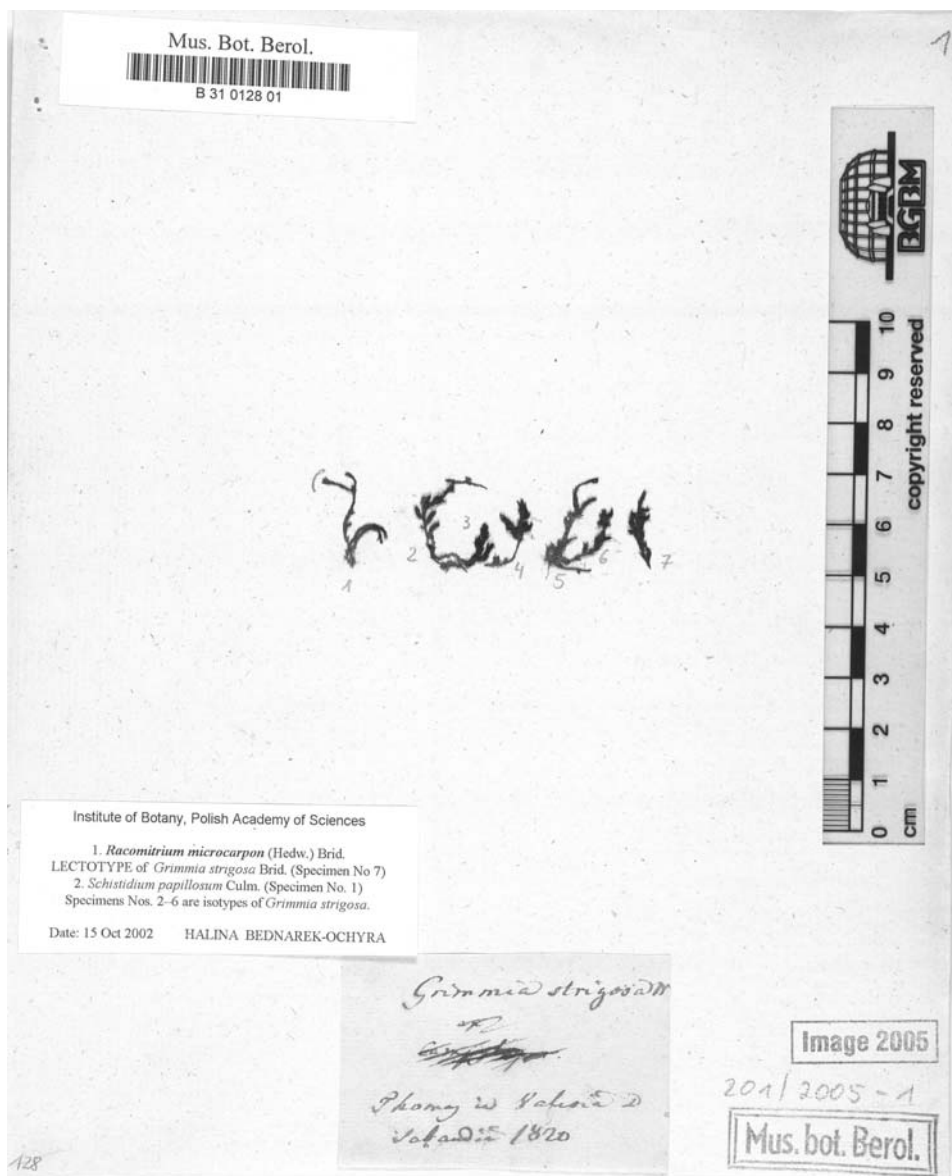 Mus. Bot. Berol.
B 31 0128 01
1
BGBM
copyright reserved
10
9
8
7
6
5
4
3
2
1
0
cm
1
2
3
4
5
6
7
Institute of Botany, Polish Academy of Sciences
1. Racomitrium microcarpon (Hedw.) Brid.
LECTOTYPE of Grimmia strigosa Brid. (Specimen No 7)
2. Schistidium papillosum Culm. (Specimen No. 1)
Specimens Nos. 2–6 are isotypes of Grimmia strigosa.
Date: 15 Oct 2002 HALINA BEDNAREK-OCHYRA
Grimmia strigosa
Thomas
1820
Image 2005
201/2005-1
Mus. bot. Berol.
128